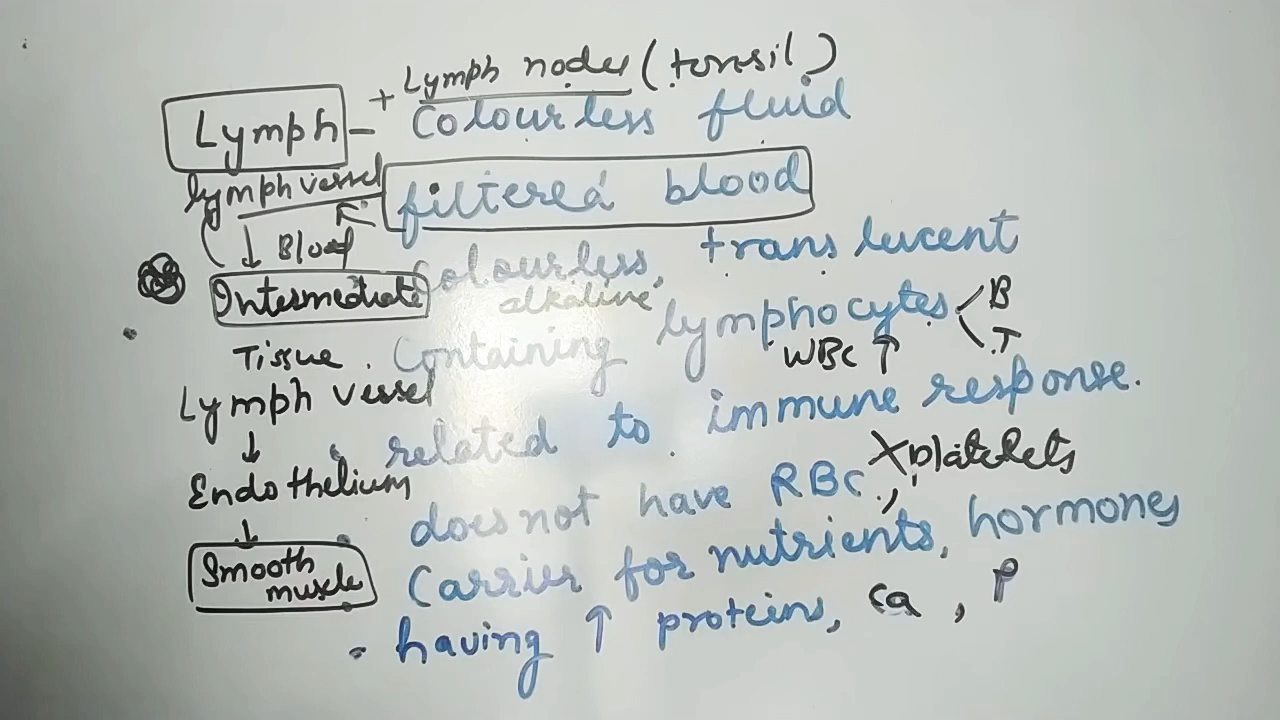 + Lymph nodes (tonsil)
Lymph – Colourless fluid
lymph vessel filtered blood
↓ Blood
Colourless, translucent
Intermediate alkaline
Containing lymphocytes < B T
Tissue WBC ↑
Lymph vessel
↓ related to immune response.
Endothelium does not have RBC, X platelets
↓
Smooth muscle
Carrier for nutrients, hormones
having ↑ proteins, Ca, P